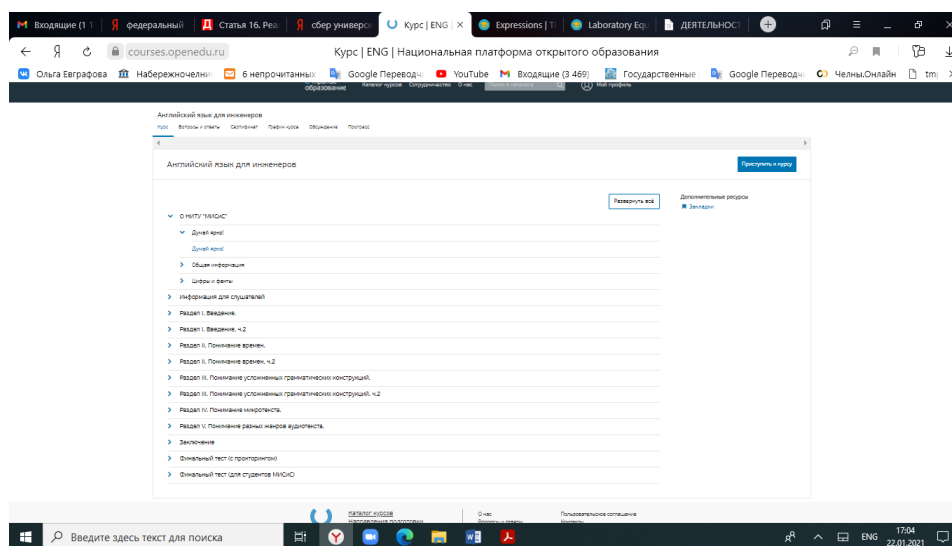 Входящие (1 1
федеральный
Статья 16. Реа
сбер универс
Курс | ENG |
Expressions | T
Laboratory Equ
ДЕЯТЕЛЬНОСТ
courses.openedu.ru
Курс | ENG | Национальная платформа открытого образования
Ольга Евграфова
Набережночелни
6 непрочитанных
Google Переводч
YouTube
Входящие (3 469)
Государственные
Google Переводч
Челны.Онлайн
tmp
образование
Каталог курсов Сотрудничество О нас
Поиск в каталоге
Мой профиль
Английский язык для инженеров
Курс Вопросы и ответы Сертификат График курса Обсуждение Прогресс
Английский язык для инженеров
Приступить к курсу
Развернуть всё
Дополнительные ресурсы
Закладки
О НИТУ "МИСиС"
Думай ярко!
Думай ярко!
Общая информация
Цифры и факты
Информация для слушателей
Раздел I. Введение.
Раздел I. Введение. ч.2
Раздел II. Понимание времен.
Раздел II. Понимание времен. ч.2
Раздел III. Понимание усложненных грамматических конструкций.
Раздел III. Понимание усложненных грамматических конструкций. ч.2
Раздел IV. Понимание микротекста.
Раздел V. Понимание разных жанров аудиотекста.
Заключение
Финальный тест (с прокторингом)
Финальный тест (для студентов МИСиС)
Каталог курсов
Направления подготовки
О нас
Вопросы и ответы
Пользовательское соглашение
Контакты
Введите здесь текст для поиска
ENG
17:04
22.01.2021